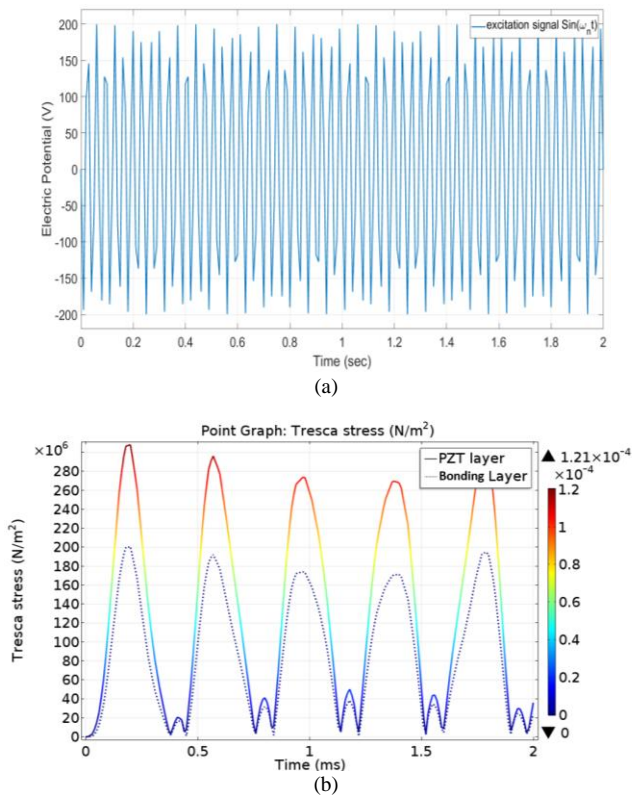 excitation signal Sin(ω_n t)
200
150
100
50
0
-50
-100
-150
-200
Electric Potential (V)
0 0.2 0.4 0.6 0.8 1 1.2 1.4 1.6 1.8 2
Time (sec)
(a)
Point Graph: Tresca stress (N/m²)
×10⁶
PZT layer
Bonding Layer
280
260
240
220
200
180
160
140
120
100
80
60
40
20
0
Tresca stress (N/m²)
0 0.5 1 1.5 2
Time (ms)
▲ 1.21×10⁻⁴
×10⁻⁴
1.2
1
0.8
0.6
0.4
0.2
0
▼ 0
(b)